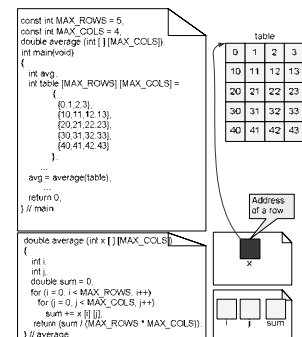 const int MAX_ROWS = 5,
const int MAX_COLS = 4,
double average (int [ ] [MAX_COLS]).
int main(void)
{
int avg,
int table [MAX_ROWS] [MAX_COLS] =
{
{0.1,2,3},
{10,11,12.13},
{20,21,22.23},
{30,31,32.33},
{40,41,42.43}
}.
...
avg = average(table),
...
return 0,
} // main
double average (int x [ ] [MAX_COLS])
{
int i.
int j,
double sum = 0.
for (i = 0. i < MAX_ROWS. i++)
for (j = 0, j < MAX_COLS, j++)
sum += x [i] [j],
return (sum / (MAX_ROWS * MAX_COLS)).
} // average
table
0 1 2 3
10 11 12 13
20 21 22 23
30 31 32 33
40 41 42 43
Address
of a row
x
i j sum